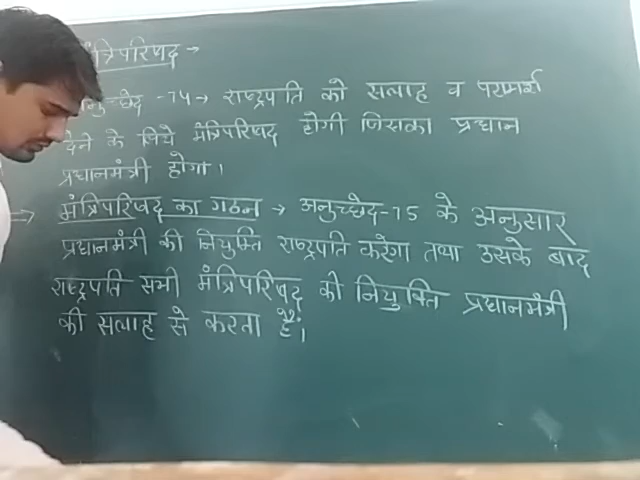 मंत्रिपरिषद →
अनुच्छेद -74→ राष्ट्रपति को सलाह व परामर्श
देने के लिये मंत्रिपरिषद होगी जिसका प्रधान
प्रधानमंत्री होगा।
⇒ मंत्रिपरिषद का गठन → अनुच्छेद-75 के अनुसार
प्रधानमंत्री की नियुक्ति राष्ट्रपति करेगा तथा उसके बाद
राष्ट्रपति सभी मंत्रिपरिषद की नियुक्ति प्रधानमंत्री
की सलाह से करता है।